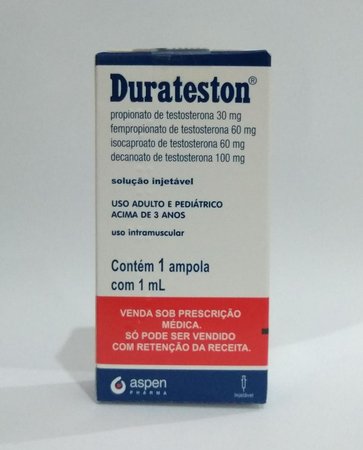 Durateston®
propionato de testosterona 30 mg
fempropionato de testosterona 60 mg
isocaproato de testosterona 60 mg
decanoato de testosterona 100 mg
solução injetável
USO ADULTO E PEDIÁTRICO
ACIMA DE 3 ANOS
uso intramuscular
Contém 1 ampola
com 1 mL
VENDA SOB PRESCRIÇÃO
MÉDICA.
SÓ PODE SER VENDIDO
COM RETENÇÃO DA RECEITA.
aspen
PHARMA
Injetável